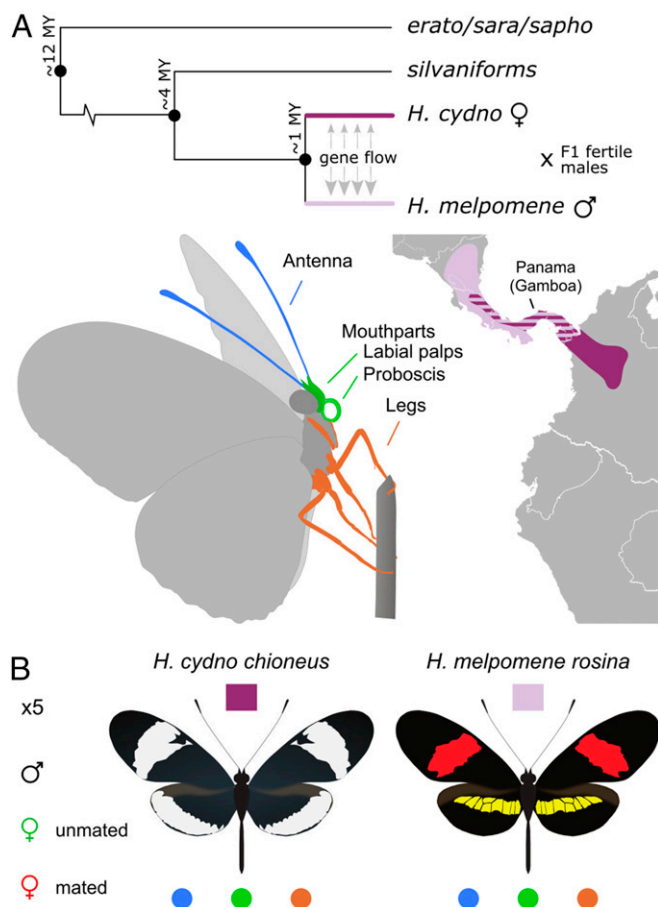 A
~12 MY
erato/sara/sapho
~4 MY
silvaniforms
~1 MY
H. cydno ♀
gene flow
x F1 fertile
males
H. melpomene ♂
Antenna
Mouthparts
Labial palps
Proboscis
Legs
Panama
(Gamboa)
B
H. cydno chioneus
H. melpomene rosina
x5
♂
♀ unmated
♀ mated